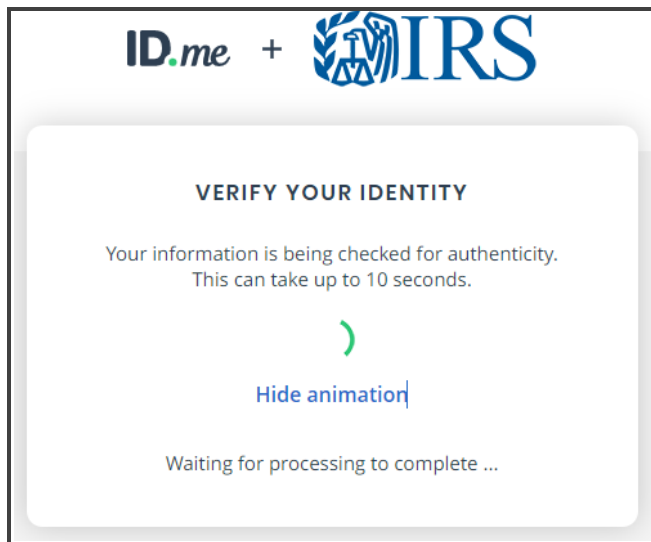 ID.me + IRS
VERIFY YOUR IDENTITY
Your information is being checked for authenticity.
This can take up to 10 seconds.
Hide animation
Waiting for processing to complete ...